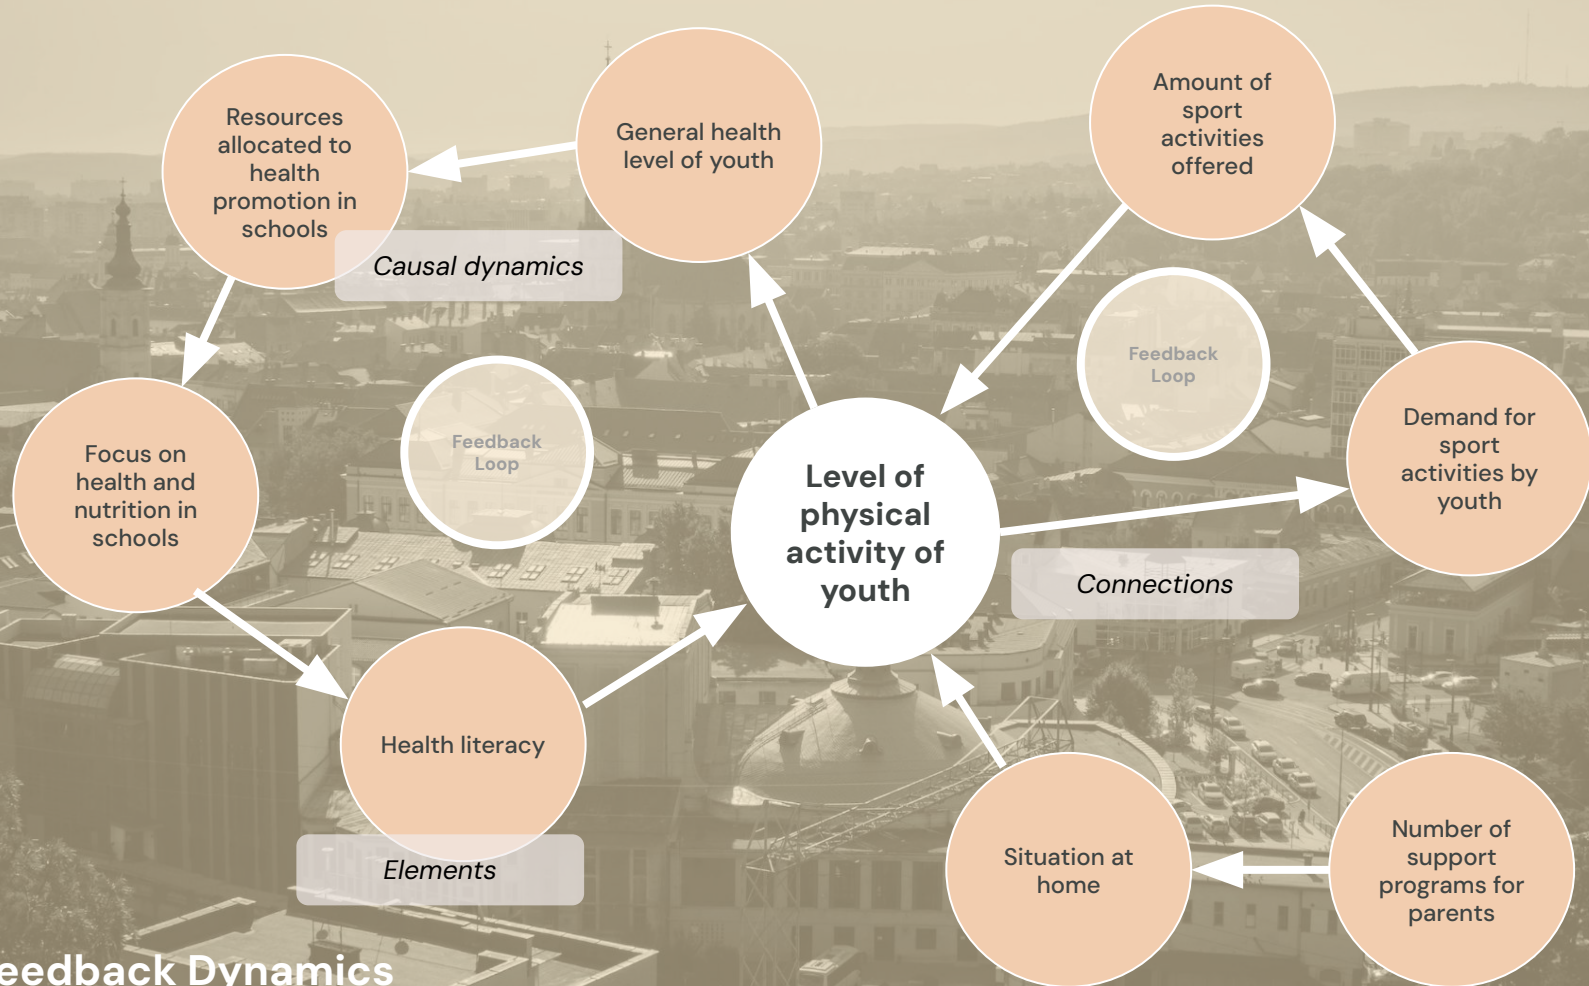 Amount of
sport
activities
offered
Resources
allocated to
health
promotion in
schools
General health
level of youth
Causal dynamics
Feedback
Loop
Feedback
Loop
Demand for
sport
activities by
youth
Focus on
health and
nutrition in
schools
Level of
physical
activity of
youth
Connections
Health literacy
Elements
Situation at
home
Number of
support
programs for
parents
eedback Dynamics